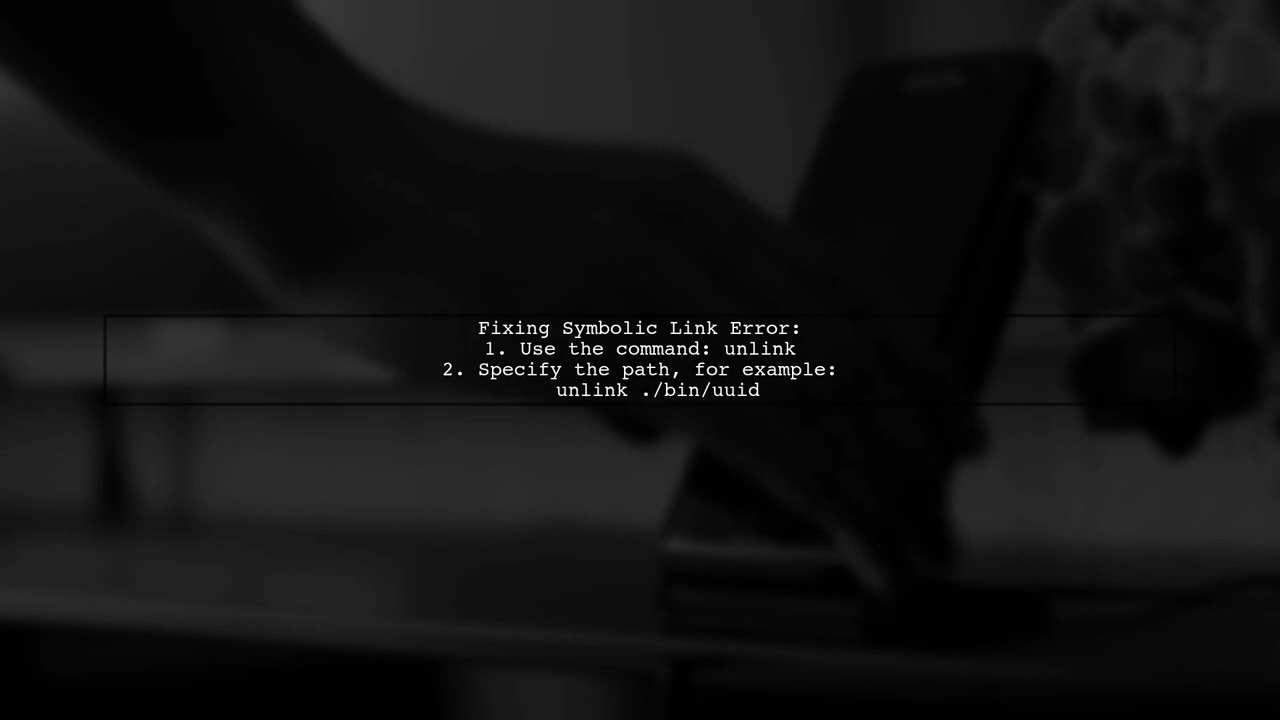 Fixing Symbolic Link Error:
1. Use the command: unlink
2. Specify the path, for example:
unlink ./bin/uuid